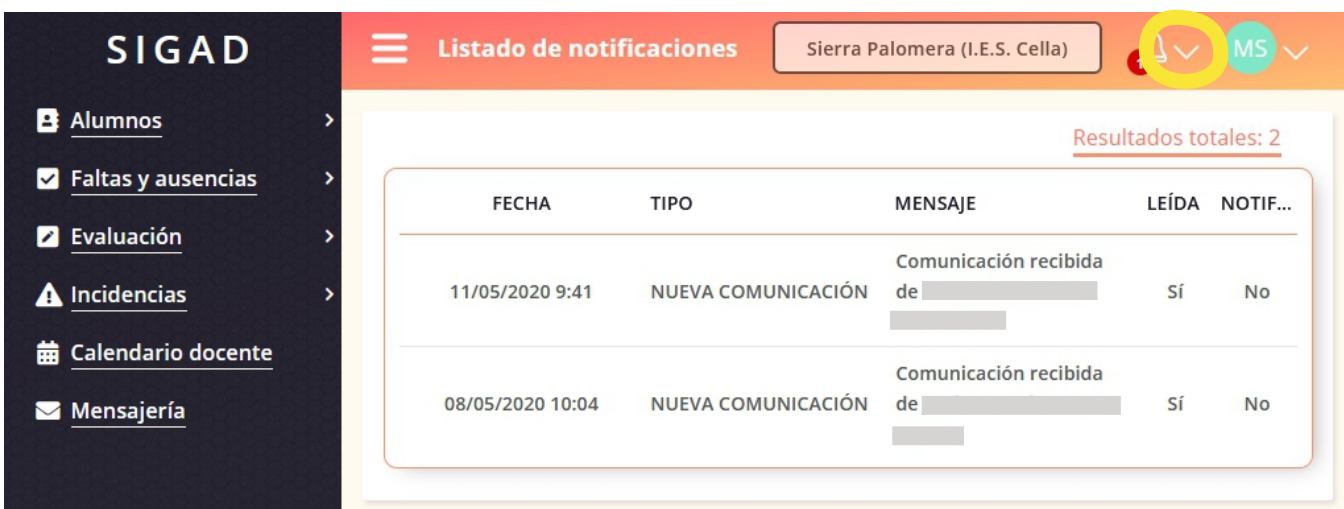 SIGAD
Listado de notificaciones
Sierra Palomera (I.E.S. Cella)
MS
Alumnos
Faltas y ausencias
Evaluación
Incidencias
Calendario docente
Mensajería
Resultados totales: 2
FECHA TIPO MENSAJE LEÍDA NOTIF...
Comunicación recibida
11/05/2020 9:41 NUEVA COMUNICACIÓN de Sí No
Comunicación recibida
08/05/2020 10:04 NUEVA COMUNICACIÓN de Sí No